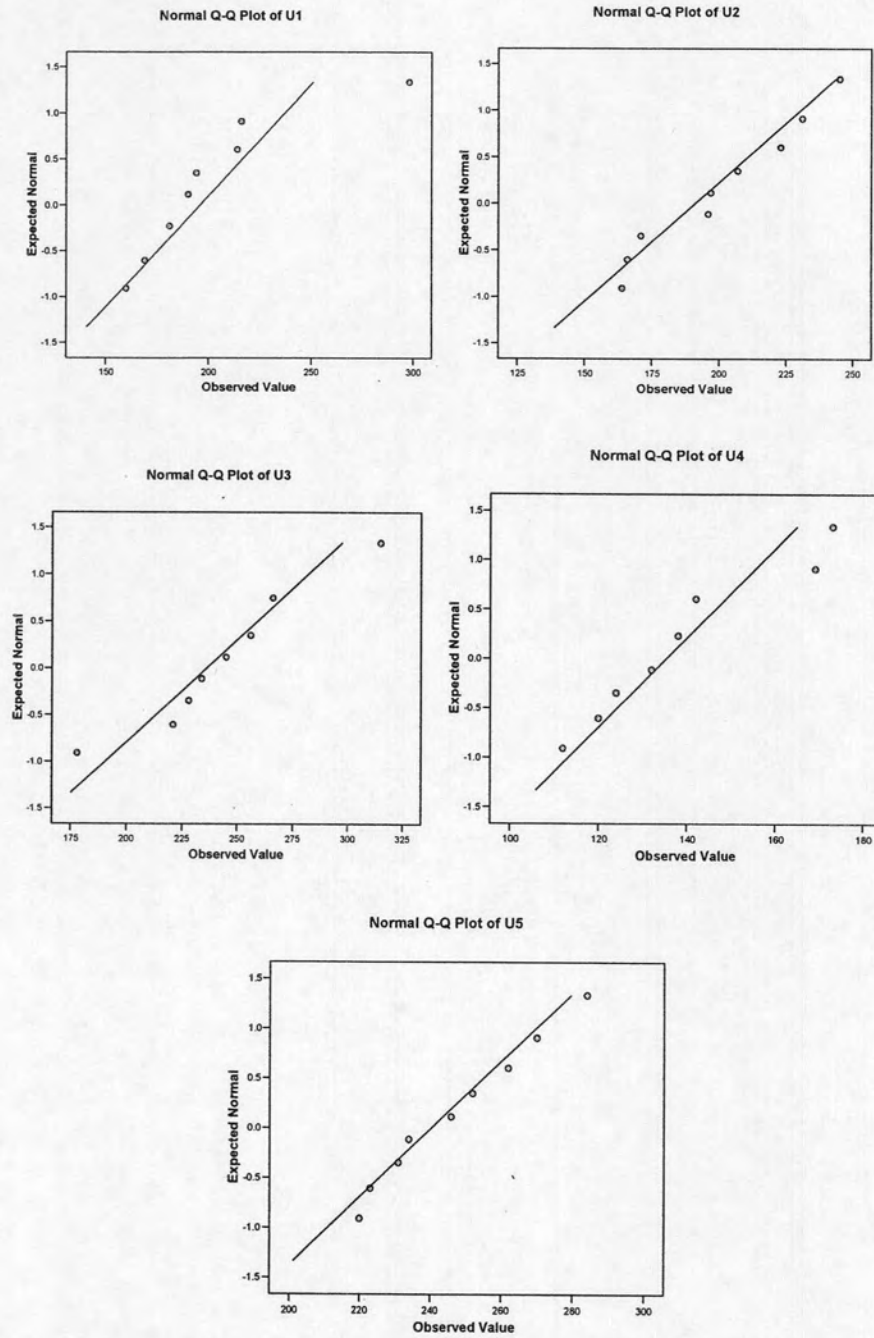 Normal Q-Q Plot of U1
Expected Normal
1.5
1.0
0.5
0.0
-0.5
-1.0
-1.5
150 200 250 300
Observed Value
Normal Q-Q Plot of U2
Expected Normal
1.5
1.0
0.5
0.0
-0.5
-1.0
-1.5
125 150 175 200 225 250
Observed Value
Normal Q-Q Plot of U3
Expected Normal
1.5
1.0
0.5
0.0
-0.5
-1.0
-1.5
175 200 225 250 275 300 325
Observed Value
Normal Q-Q Plot of U4
Expected Normal
1.5
1.0
0.5
0.0
-0.5
-1.0
-1.5
100 120 140 160 180
Observed Value
Normal Q-Q Plot of U5
Expected Normal
1.5
1.0
0.5
0.0
-0.5
-1.0
-1.5
200 220 240 260 280 300
Observed Value